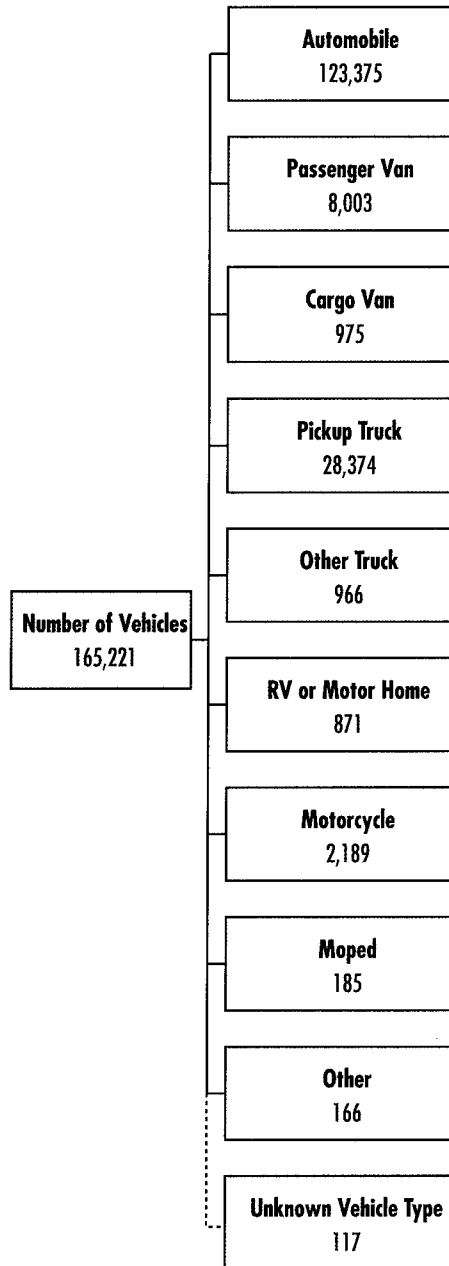 Automobile
123,375
Passenger Van
8,003
Cargo Van
975
Pickup Truck
28,374
Other Truck
966
Number of Vehicles
165,221
RV or Motor Home
871
Motorcycle
2,189
Moped
185
Other
166
Unknown Vehicle Type
117